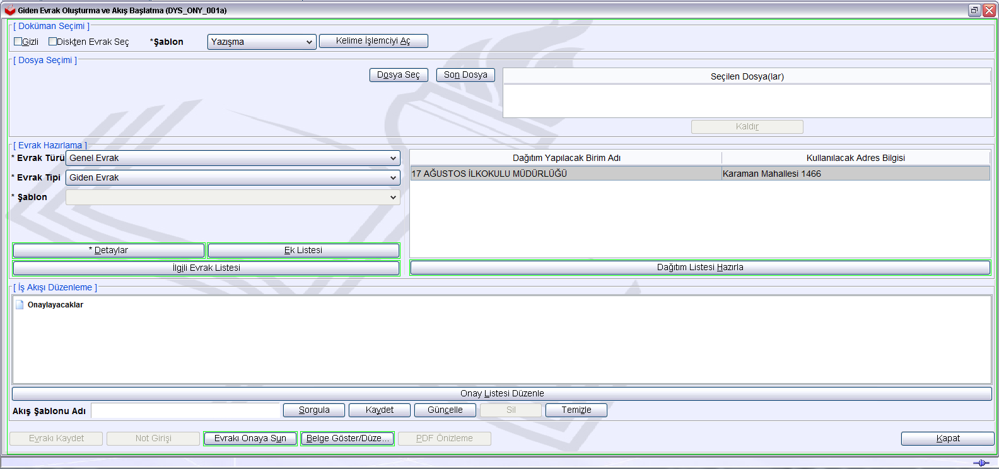 Giden Evrak Oluşturma ve Akış Başlatma (DYS_ONY_001a)
[ Doküman Seçimi ]
Gizli Diskten Evrak Seç *Şablon Yazışma Kelime İşlemciyi Aç
[ Dosya Seçimi ]
Dosya Seç Son Dosya Seçilen Dosya(lar)
Kaldır
[ Evrak Hazırlama ]
* Evrak Türü Genel Evrak Dağıtım Yapılacak Birim Adı Kullanılacak Adres Bilgisi
* Evrak Tipi Giden Evrak 17 AĞUSTOS İLKOKULU MÜDÜRLÜĞÜ Karaman Mahallesi 1466
* Şablon
* Detaylar Ek Listesi
İlgili Evrak Listesi Dağıtım Listesi Hazırla
[ İş Akışı Düzenleme ]
Onaylayacaklar
Onay Listesi Düzenle
Akış Şablonu Adı Sorgula Kaydet Güncelle Sil Temizle
Evrakı Kaydet Not Girişi Evrakı Onaya Sun Belge Göster/Düze... PDF Önizleme Kapat